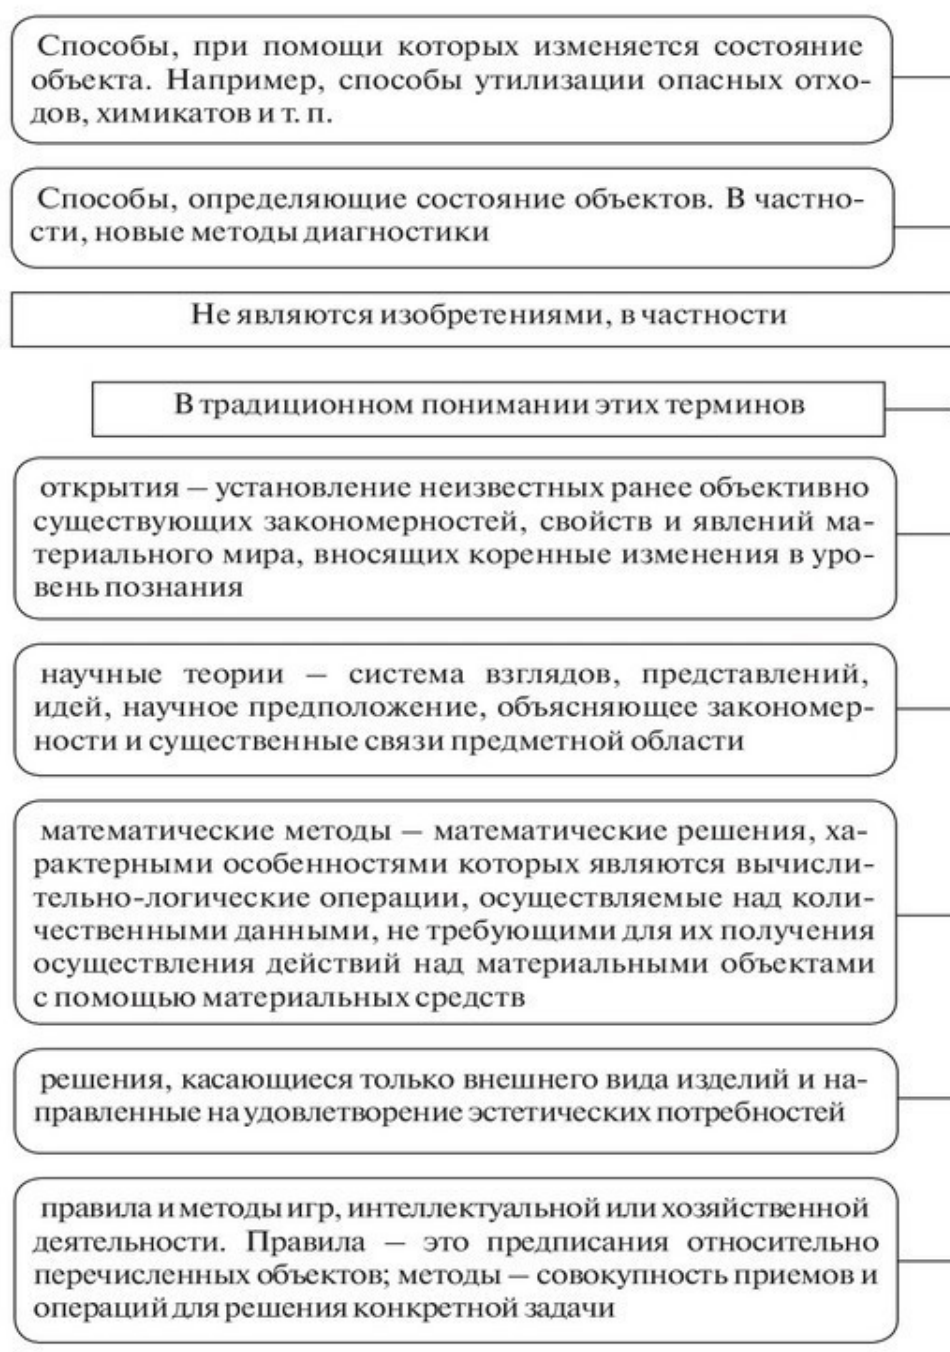 Способы, при помощи которых изменяется состояние
объекта. Например, способы утилизации опасных отхо-
дов, химикатов и т. п.
Способы, определяющие состояние объектов. В частно-
сти, новые методы диагностики
Не являются изобретениями, в частности
В традиционном понимании этих терминов
открытия — установление неизвестных ранее объективно
существующих закономерностей, свойств и явлений ма-
териального мира, вносящих коренные изменения в уро-
вень познания
научные теории — система взглядов, представлений,
идей, научное предположение, объясняющее закономер-
ности и существенные связи предметной области
математические методы — математические решения, ха-
рактерными особенностями которых являются вычисли-
тельно-логические операции, осуществляемые над коли-
чественными данными, не требующими для их получения
осуществления действий над материальными объектами
с помощью материальных средств
решения, касающиеся только внешнего вида изделий и на-
правленные на удовлетворение эстетических потребностей
правила и методы игр, интеллектуальной или хозяйственной
деятельности. Правила — это предписания относительно
перечисленных объектов; методы — совокупность приемов и
операций для решения конкретной задачи